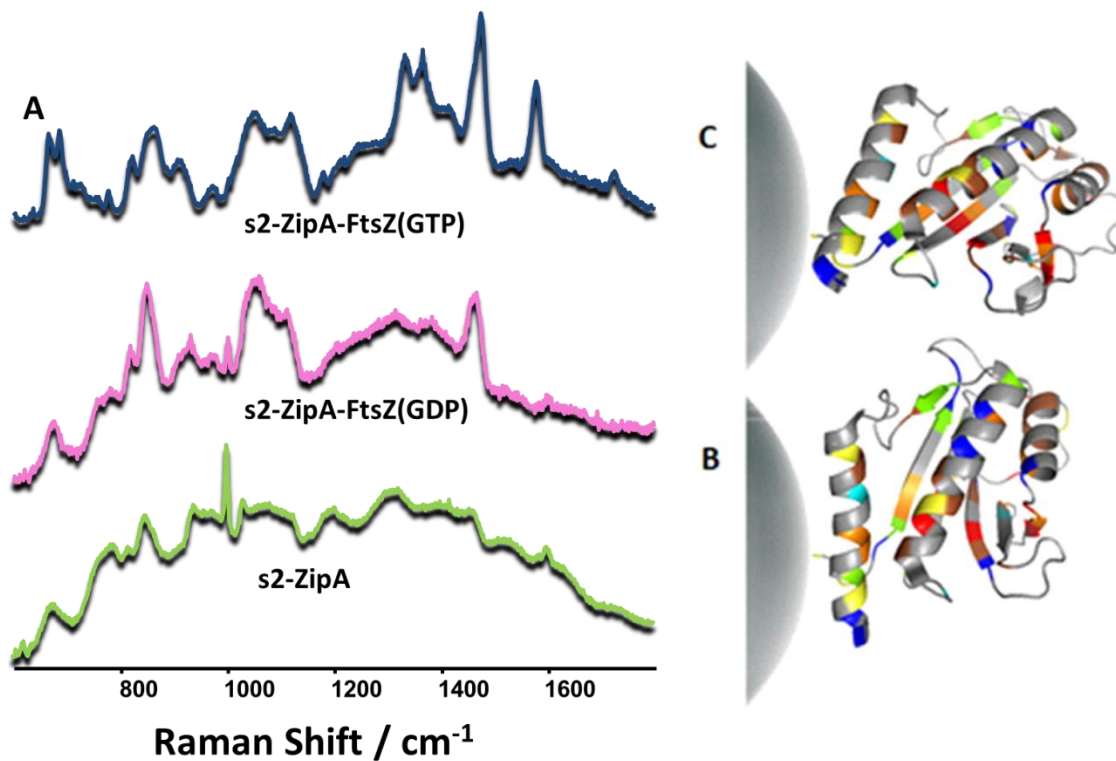 A
s2-ZipA-FtsZ(GTP)
s2-ZipA-FtsZ(GDP)
s2-ZipA
800 1000 1200 1400 1600
Raman Shift / cm-1
C
B